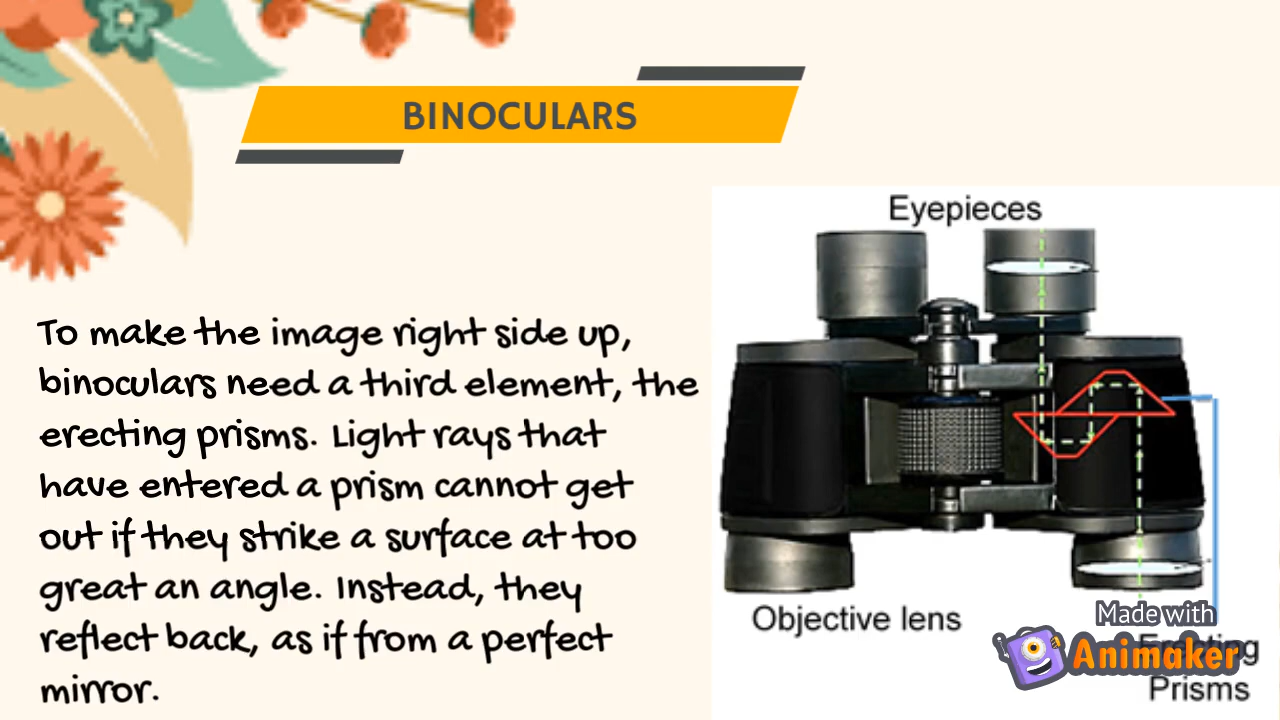 BINOCULARS
Eyepieces
To make the image right side up,
binoculars need a third element, the
erecting prisms. Light rays that
have entered a prism cannot get
out if they strike a surface at too
great an angle. Instead, they
reflect back, as if from a perfect
mirror.
Objective lens
Made with
Animaker
Erecting
Prisms